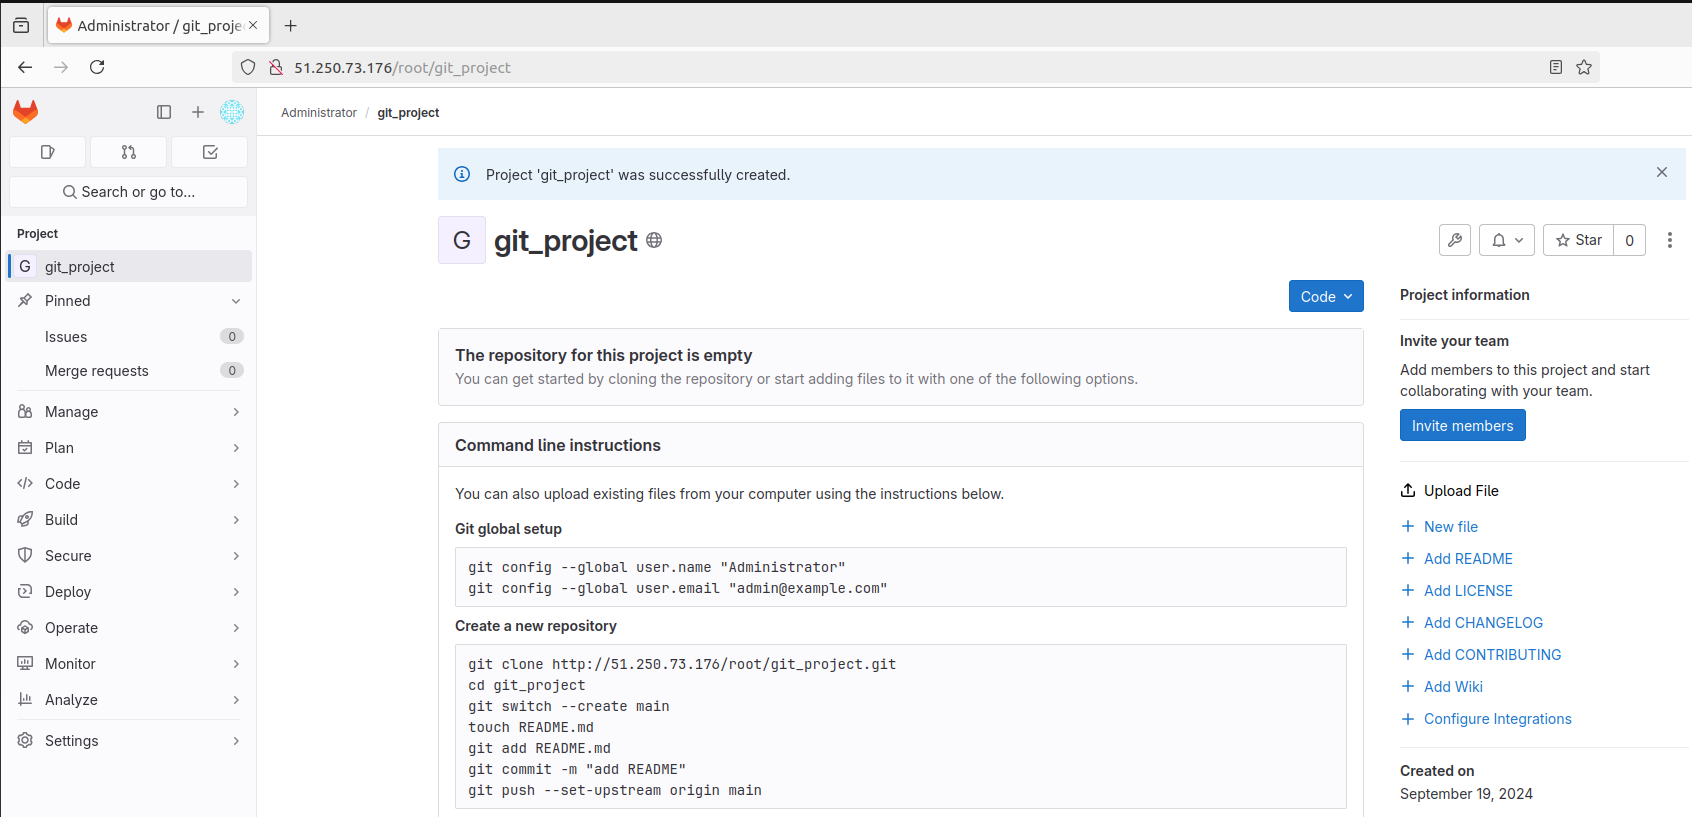 Administrator / git_proje
51.250.73.176/root/git_project
Administrator / git_project
Search or go to...
Project
G git_project
Pinned
Issues 0
Merge requests 0
Manage
Plan
Code
Build
Secure
Deploy
Operate
Monitor
Analyze
Settings
Project 'git_project' was successfully created.
G git_project
Star 0
Code
The repository for this project is empty
You can get started by cloning the repository or start adding files to it with one of the following options.
Command line instructions
You can also upload existing files from your computer using the instructions below.
Git global setup
git config --global user.name "Administrator"
git config --global user.email "admin@example.com"
Create a new repository
git clone http://51.250.73.176/root/git_project.git
cd git_project
git switch --create main
touch README.md
git add README.md
git commit -m "add README"
git push --set-upstream origin main
Project information
Invite your team
Add members to this project and start
collaborating with your team.
Invite members
Upload File
New file
Add README
Add LICENSE
Add CHANGELOG
Add CONTRIBUTING
Add Wiki
Configure Integrations
Created on
September 19, 2024